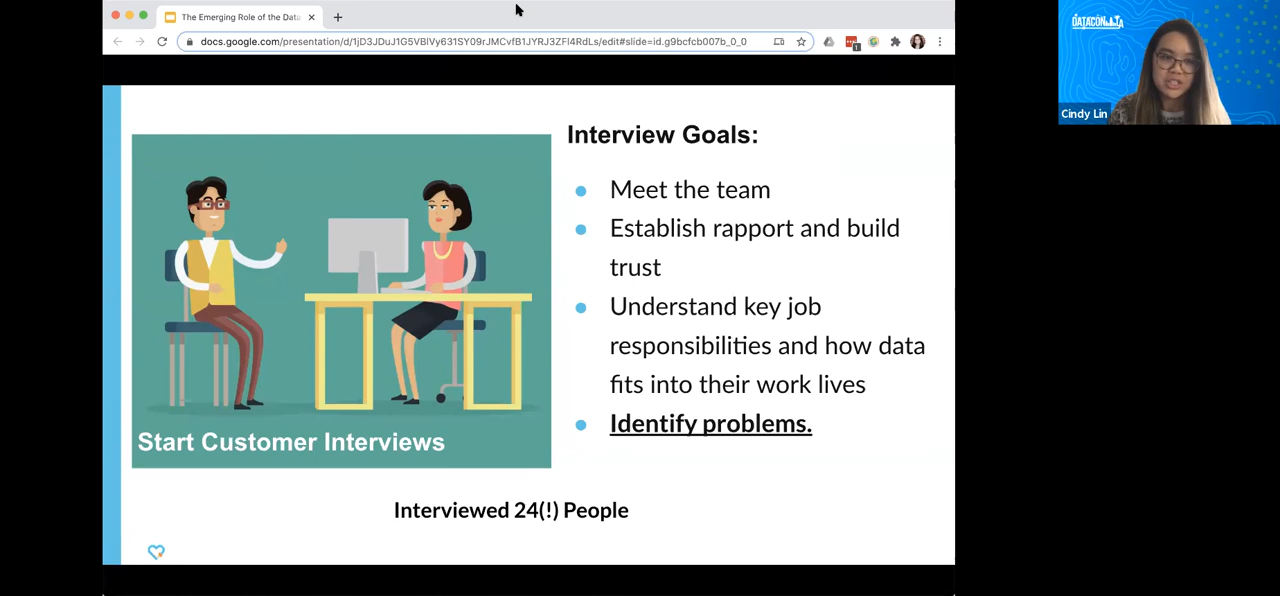 The Emerging Role of the Data
docs.google.com/presentation/d/1jD3JDuJ1G5VBlVy631SY09rJMCvfB1JYRJ3ZFl4RdLs/edit#slide=id.g9bcfcb007b_0_0
1
DATACON LA
Cindy Lin
Interview Goals:
Meet the team
Establish rapport and build
trust
Understand key job
responsibilities and how data
fits into their work lives
Identify problems.
Start Customer Interviews
Interviewed 24(!) People